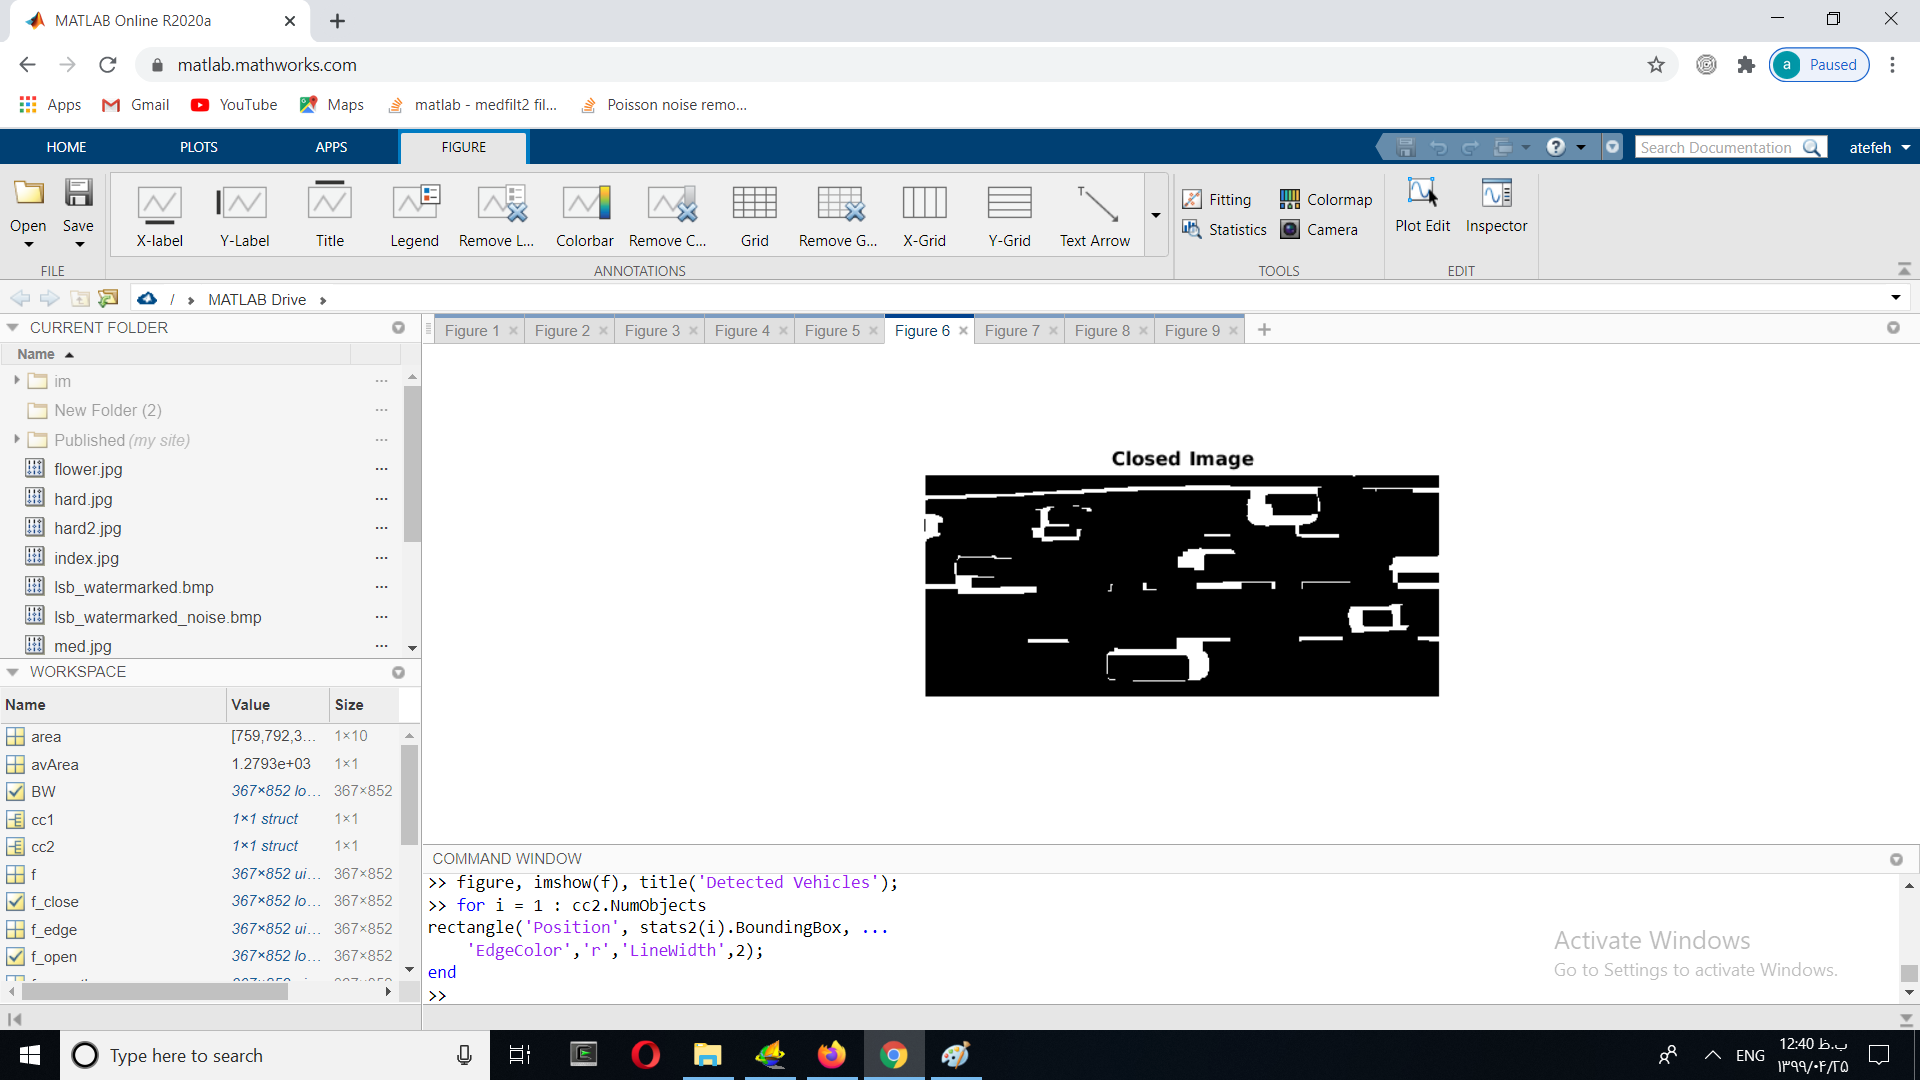 MATLAB Online R2020a
matlab.mathworks.com
a Paused
Apps Gmail YouTube Maps matlab - medfilt2 fil... Poisson noise remo...
HOME PLOTS APPS FIGURE Search Documentation atefeh
Open Save X-label Y-Label Title Legend Remove L... Colorbar Remove C... Grid Remove G... X-Grid Y-Grid Text Arrow
Fitting Colormap
Statistics Camera
Plot Edit Inspector
FILE ANNOTATIONS TOOLS EDIT
/ MATLAB Drive
CURRENT FOLDER
Name
im
New Folder (2)
Published (my site)
flower.jpg
hard.jpg
hard2.jpg
index.jpg
lsb_watermarked.bmp
lsb_watermarked_noise.bmp
med.jpg
WORKSPACE
Name Value Size
area [759,792,3... 1×10
avArea 1.2793e+03 1×1
BW 367×852 lo... 367×852
cc1 1×1 struct 1×1
cc2 1×1 struct 1×1
f 367×852 ui... 367×852
f_close 367×852 lo... 367×852
f_edge 367×852 ui... 367×852
f_open 367×852 lo... 367×852
Figure 1 Figure 2 Figure 3 Figure 4 Figure 5 Figure 6 Figure 7 Figure 8 Figure 9
Closed Image
COMMAND WINDOW
>> figure, imshow(f), title('Detected Vehicles');
>> for i = 1 : cc2.NumObjects
rectangle('Position', stats2(i).BoundingBox, ...
'EdgeColor','r','LineWidth',2);
end
>>
Activate Windows
Go to Settings to activate Windows.
Type here to search
ENG
12:40 ب.ظ
۱۳۹۹/۰۴/۲۵